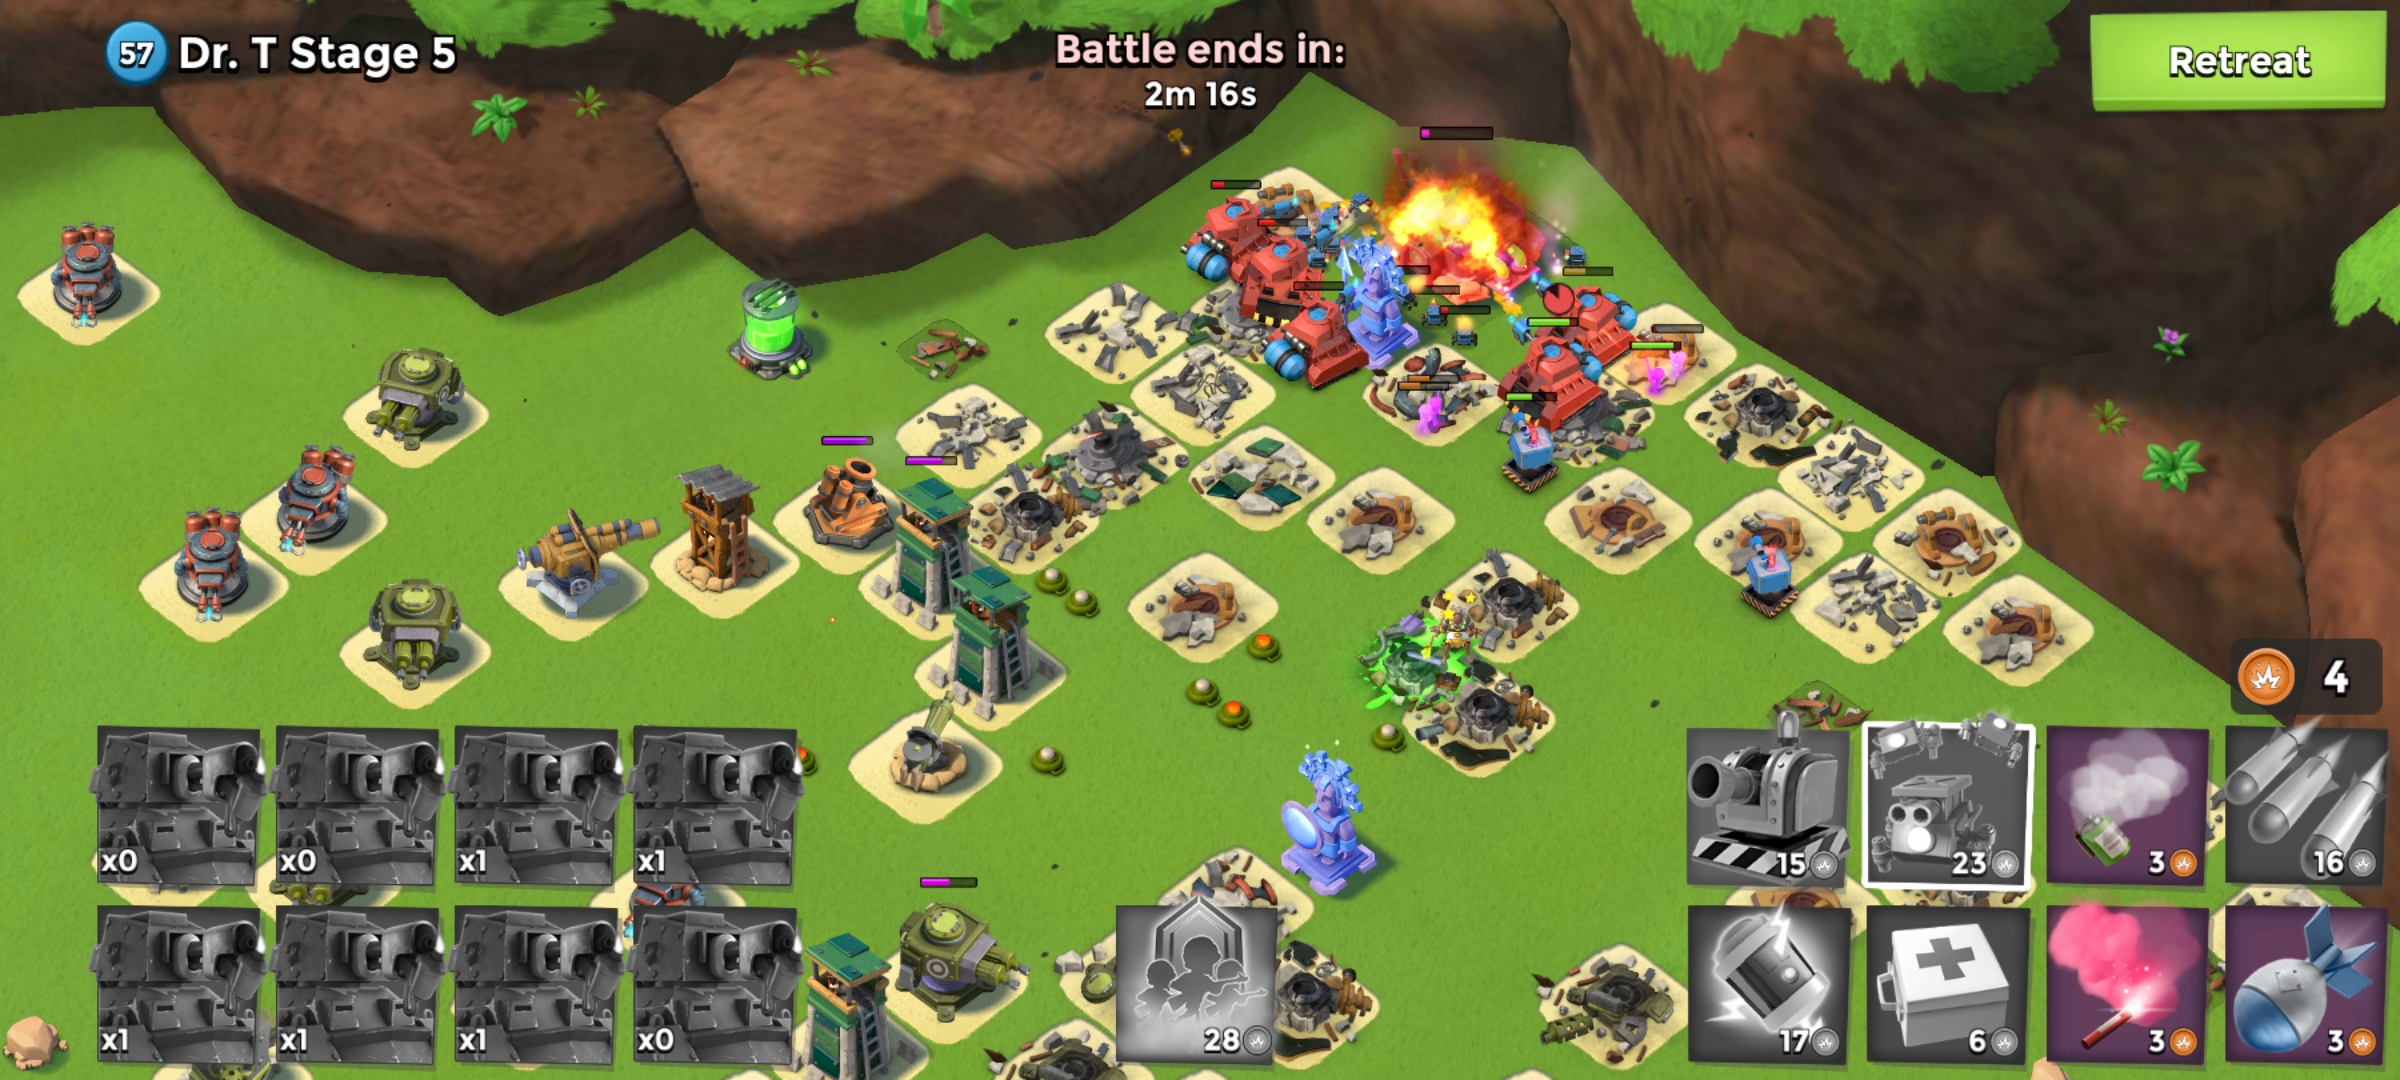 57 Dr. T Stage 5
Battle ends in:
2m 16s
Retreat
4
x0 x0 x1 x1
15 23 3 16
x1 x1 x1 x0
28
17 6 3 3